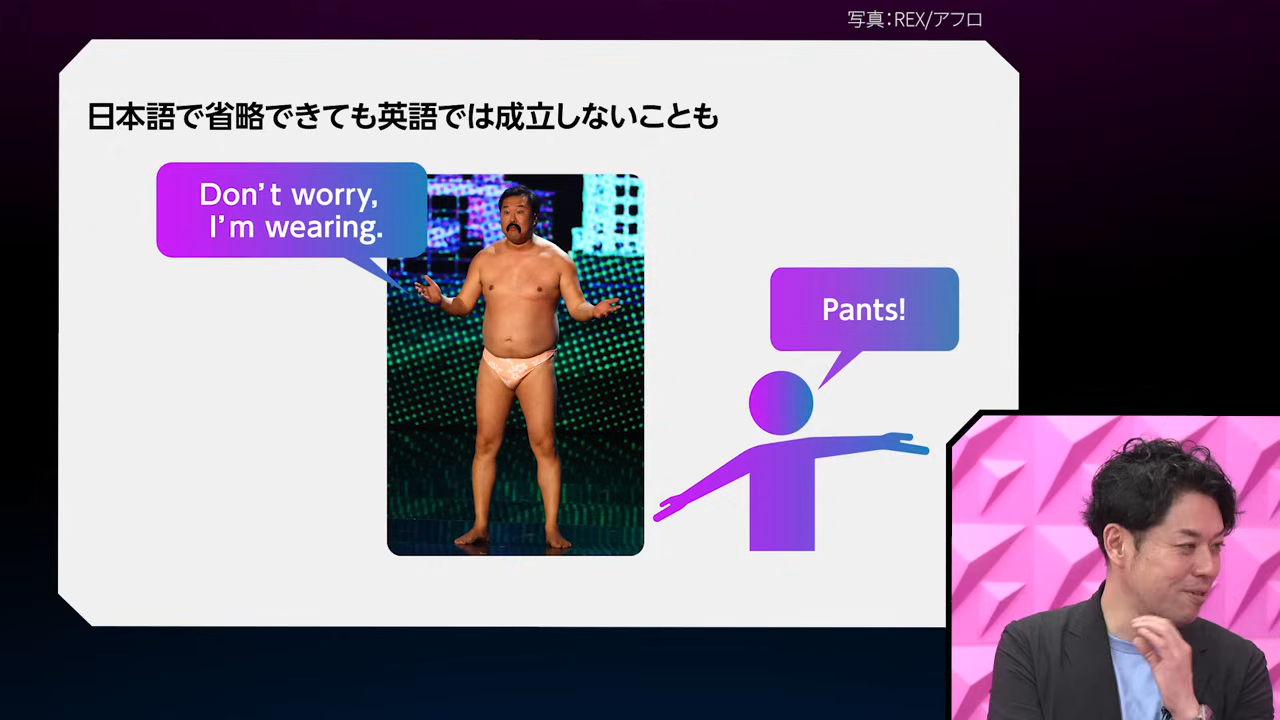 写真：REX/アフロ
日本語で省略できても英語では成立しないことも
Don't worry,
I'm wearing.
Pants!